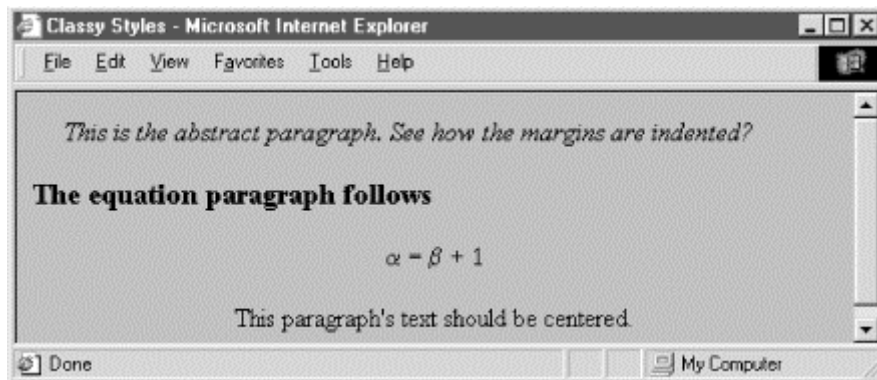 Classy Styles - Microsoft Internet Explorer
File Edit View Favorites Tools Help
This is the abstract paragraph. See how the margins are indented?
The equation paragraph follows
α = β + 1
This paragraph's text should be centered.
Done My Computer